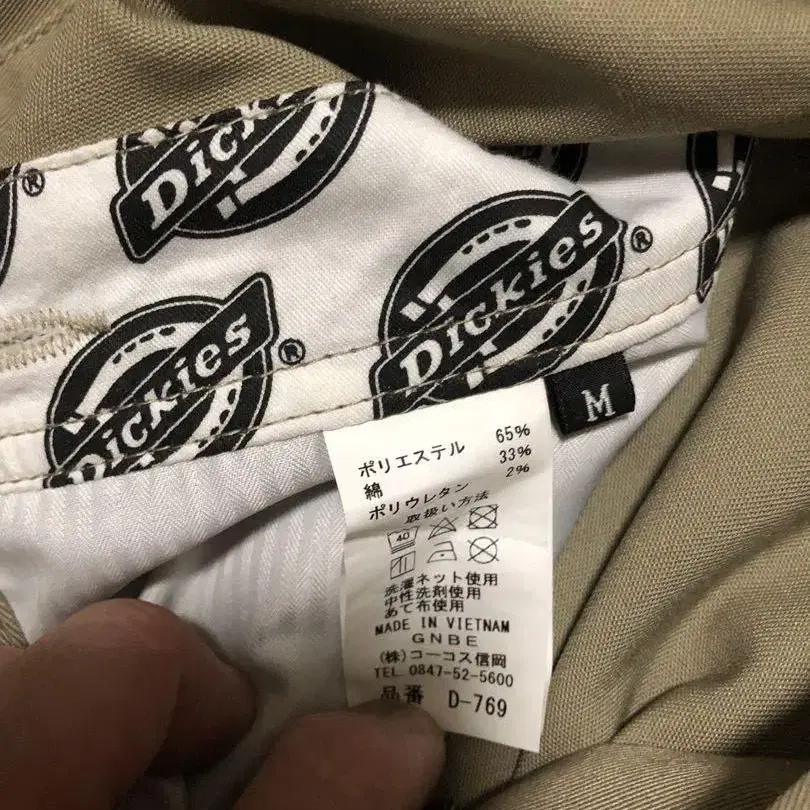 Dickies
®
Dickies ®
Dickies ®
M
ポリエステル 65%
綿 33%
ポリウレタン 2%
取扱い方法
40
洗濯ネット使用
中性洗剤使用
あて布使用
MADE IN VIETNAM
GNBE
(株)コーコス信岡
TEL 0847-52-5600
品番 D-769